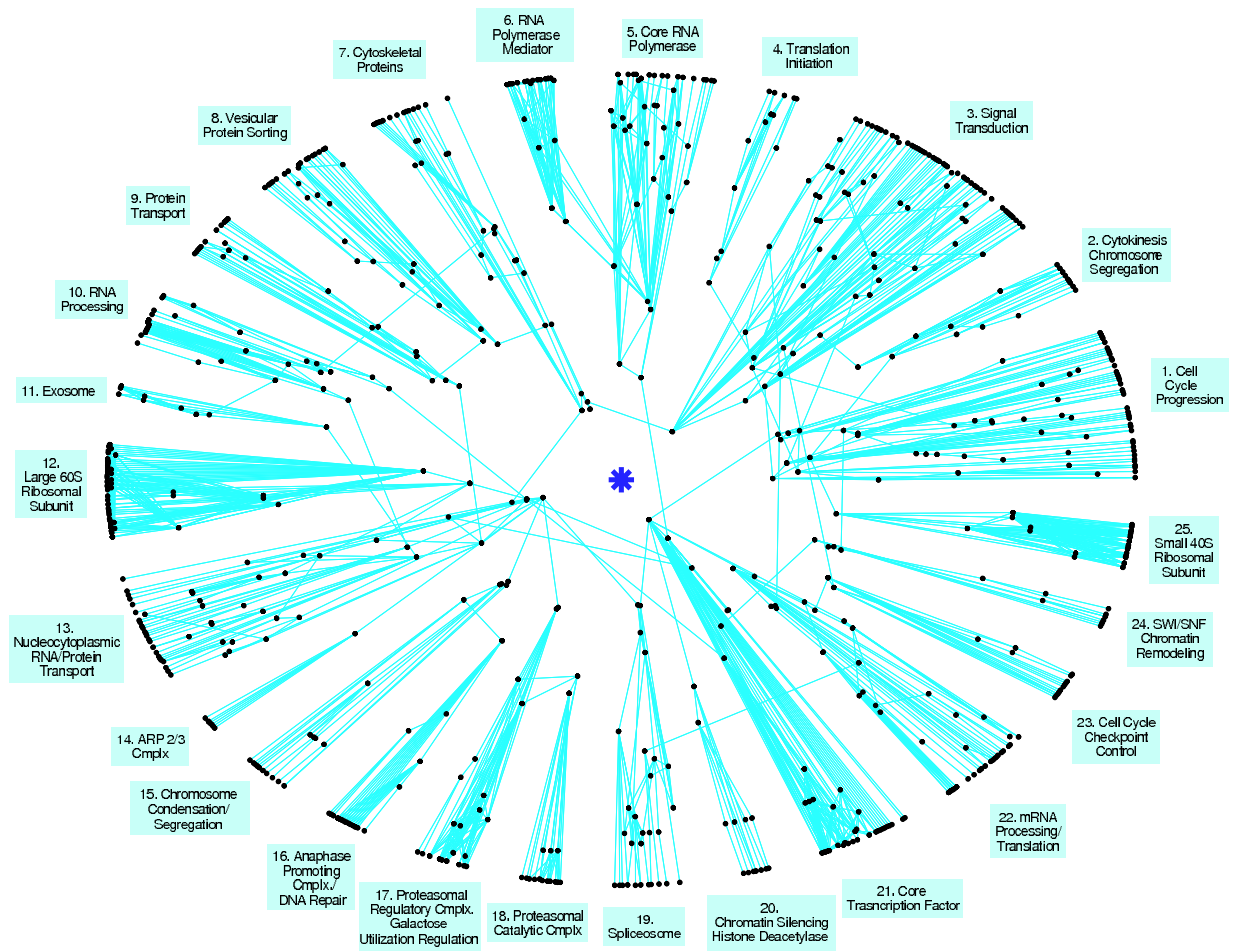 1. Cell
Cycle
Progression
2. Cytokinesis
Chromosome
Segregation
3. Signal
Transduction
4. Translation
Initiation
5. Core RNA
Polymerase
6. RNA
Polymerase
Mediator
7. Cytoskeletal
Proteins
8. Vesicular
Protein Sorting
9. Protein
Transport
10. RNA
Processing
11. Exosome
12.
Large 60S
Ribosomal
Subunit
13.
Nucleocytoplasmic
RNA/Protein
Transport
14. ARP 2/3
Cmplx
15. Chromosome
Condensation/
Segregation
16. Anaphase
Promoting
Cmplx./
DNA Repair
17. Proteasomal
Regulatory Cmplx.
Galactose
Utilization Regulation
18. Proteasomal
Catalytic Cmplx
19.
Spliceosome
20.
Chromatin Silencing
Histone Deacetylase
21. Core
Trasncription Factor
22. mRNA
Processing/
Translation
23. Cell Cycle
Checkpoint
Control
24. SWI/SNF
Chromatin
Remodeling
25.
Small 40S
Ribosomal
Subunit